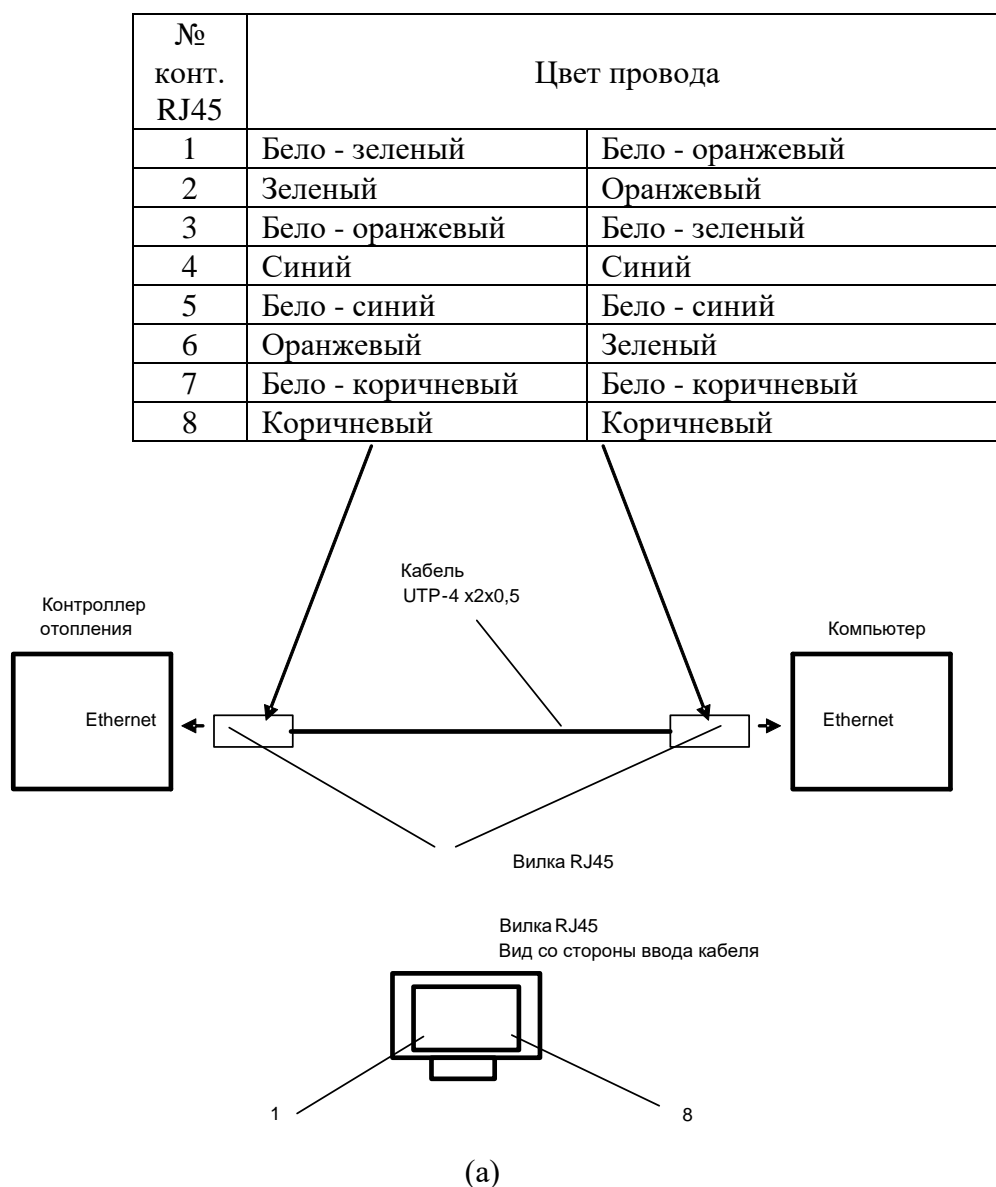 №
конт.
RJ45
Цвет провода
1 Бело - зеленый Бело - оранжевый
2 Зеленый Оранжевый
3 Бело - оранжевый Бело - зеленый
4 Синий Синий
5 Бело - синий Бело - синий
6 Оранжевый Зеленый
7 Бело - коричневый Бело - коричневый
8 Коричневый Коричневый
Кабель
UTP-4 x2x0,5
Контроллер
отопления
Компьютер
Ethernet
Ethernet
Вилка RJ45
Вилка RJ45
Вид со стороны ввода кабеля
1
8
(а)